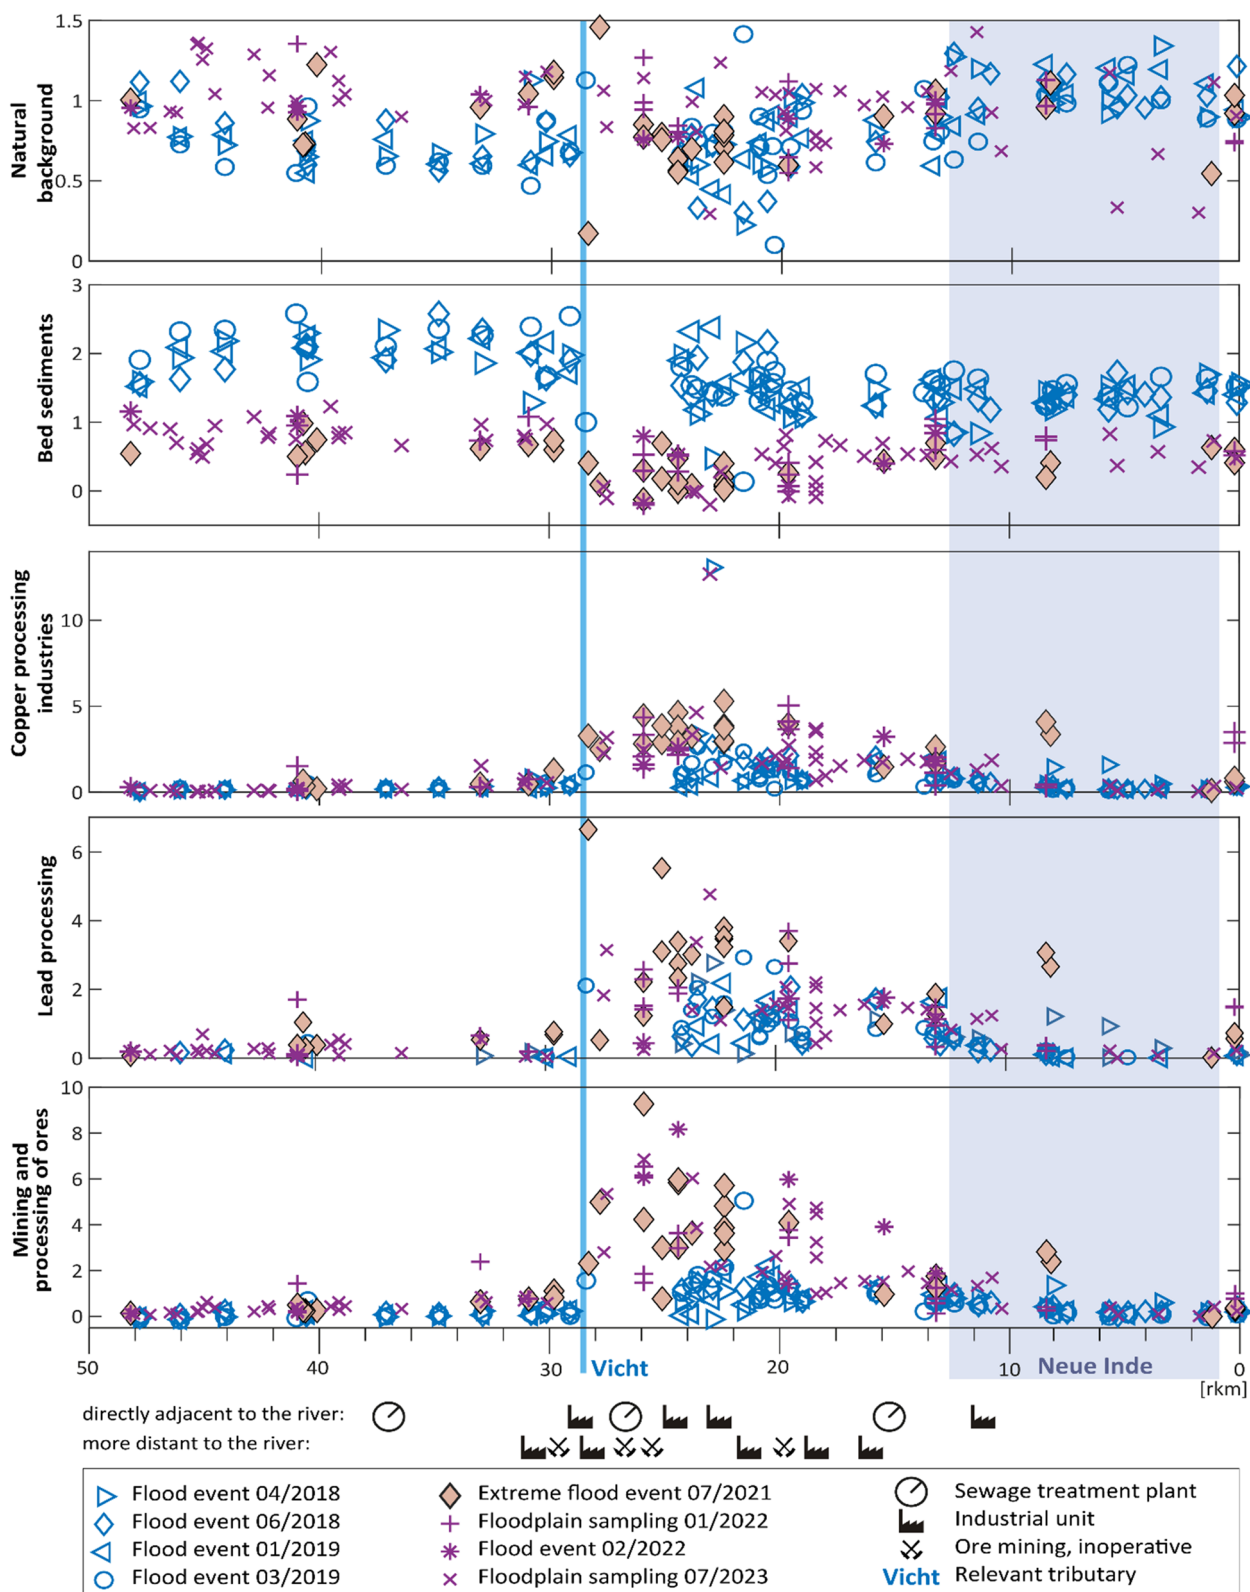 Natural
background
1.5
1
0.5
0
Bed sediments
3
2
1
0
Copper processing
industries
10
5
0
Lead processing
6
4
2
0
Mining and
processing of ores
10
8
6
4
2
0
50
40
30
Vicht
20
10
Neue Inde
0
[rkm]
directly adjacent to the river:
more distant to the river:
Flood event 04/2018
Flood event 06/2018
Flood event 01/2019
Flood event 03/2019
Extreme flood event 07/2021
Floodplain sampling 01/2022
Flood event 02/2022
Floodplain sampling 07/2023
Sewage treatment plant
Industrial unit
Ore mining, inoperative
Vicht Relevant tributary